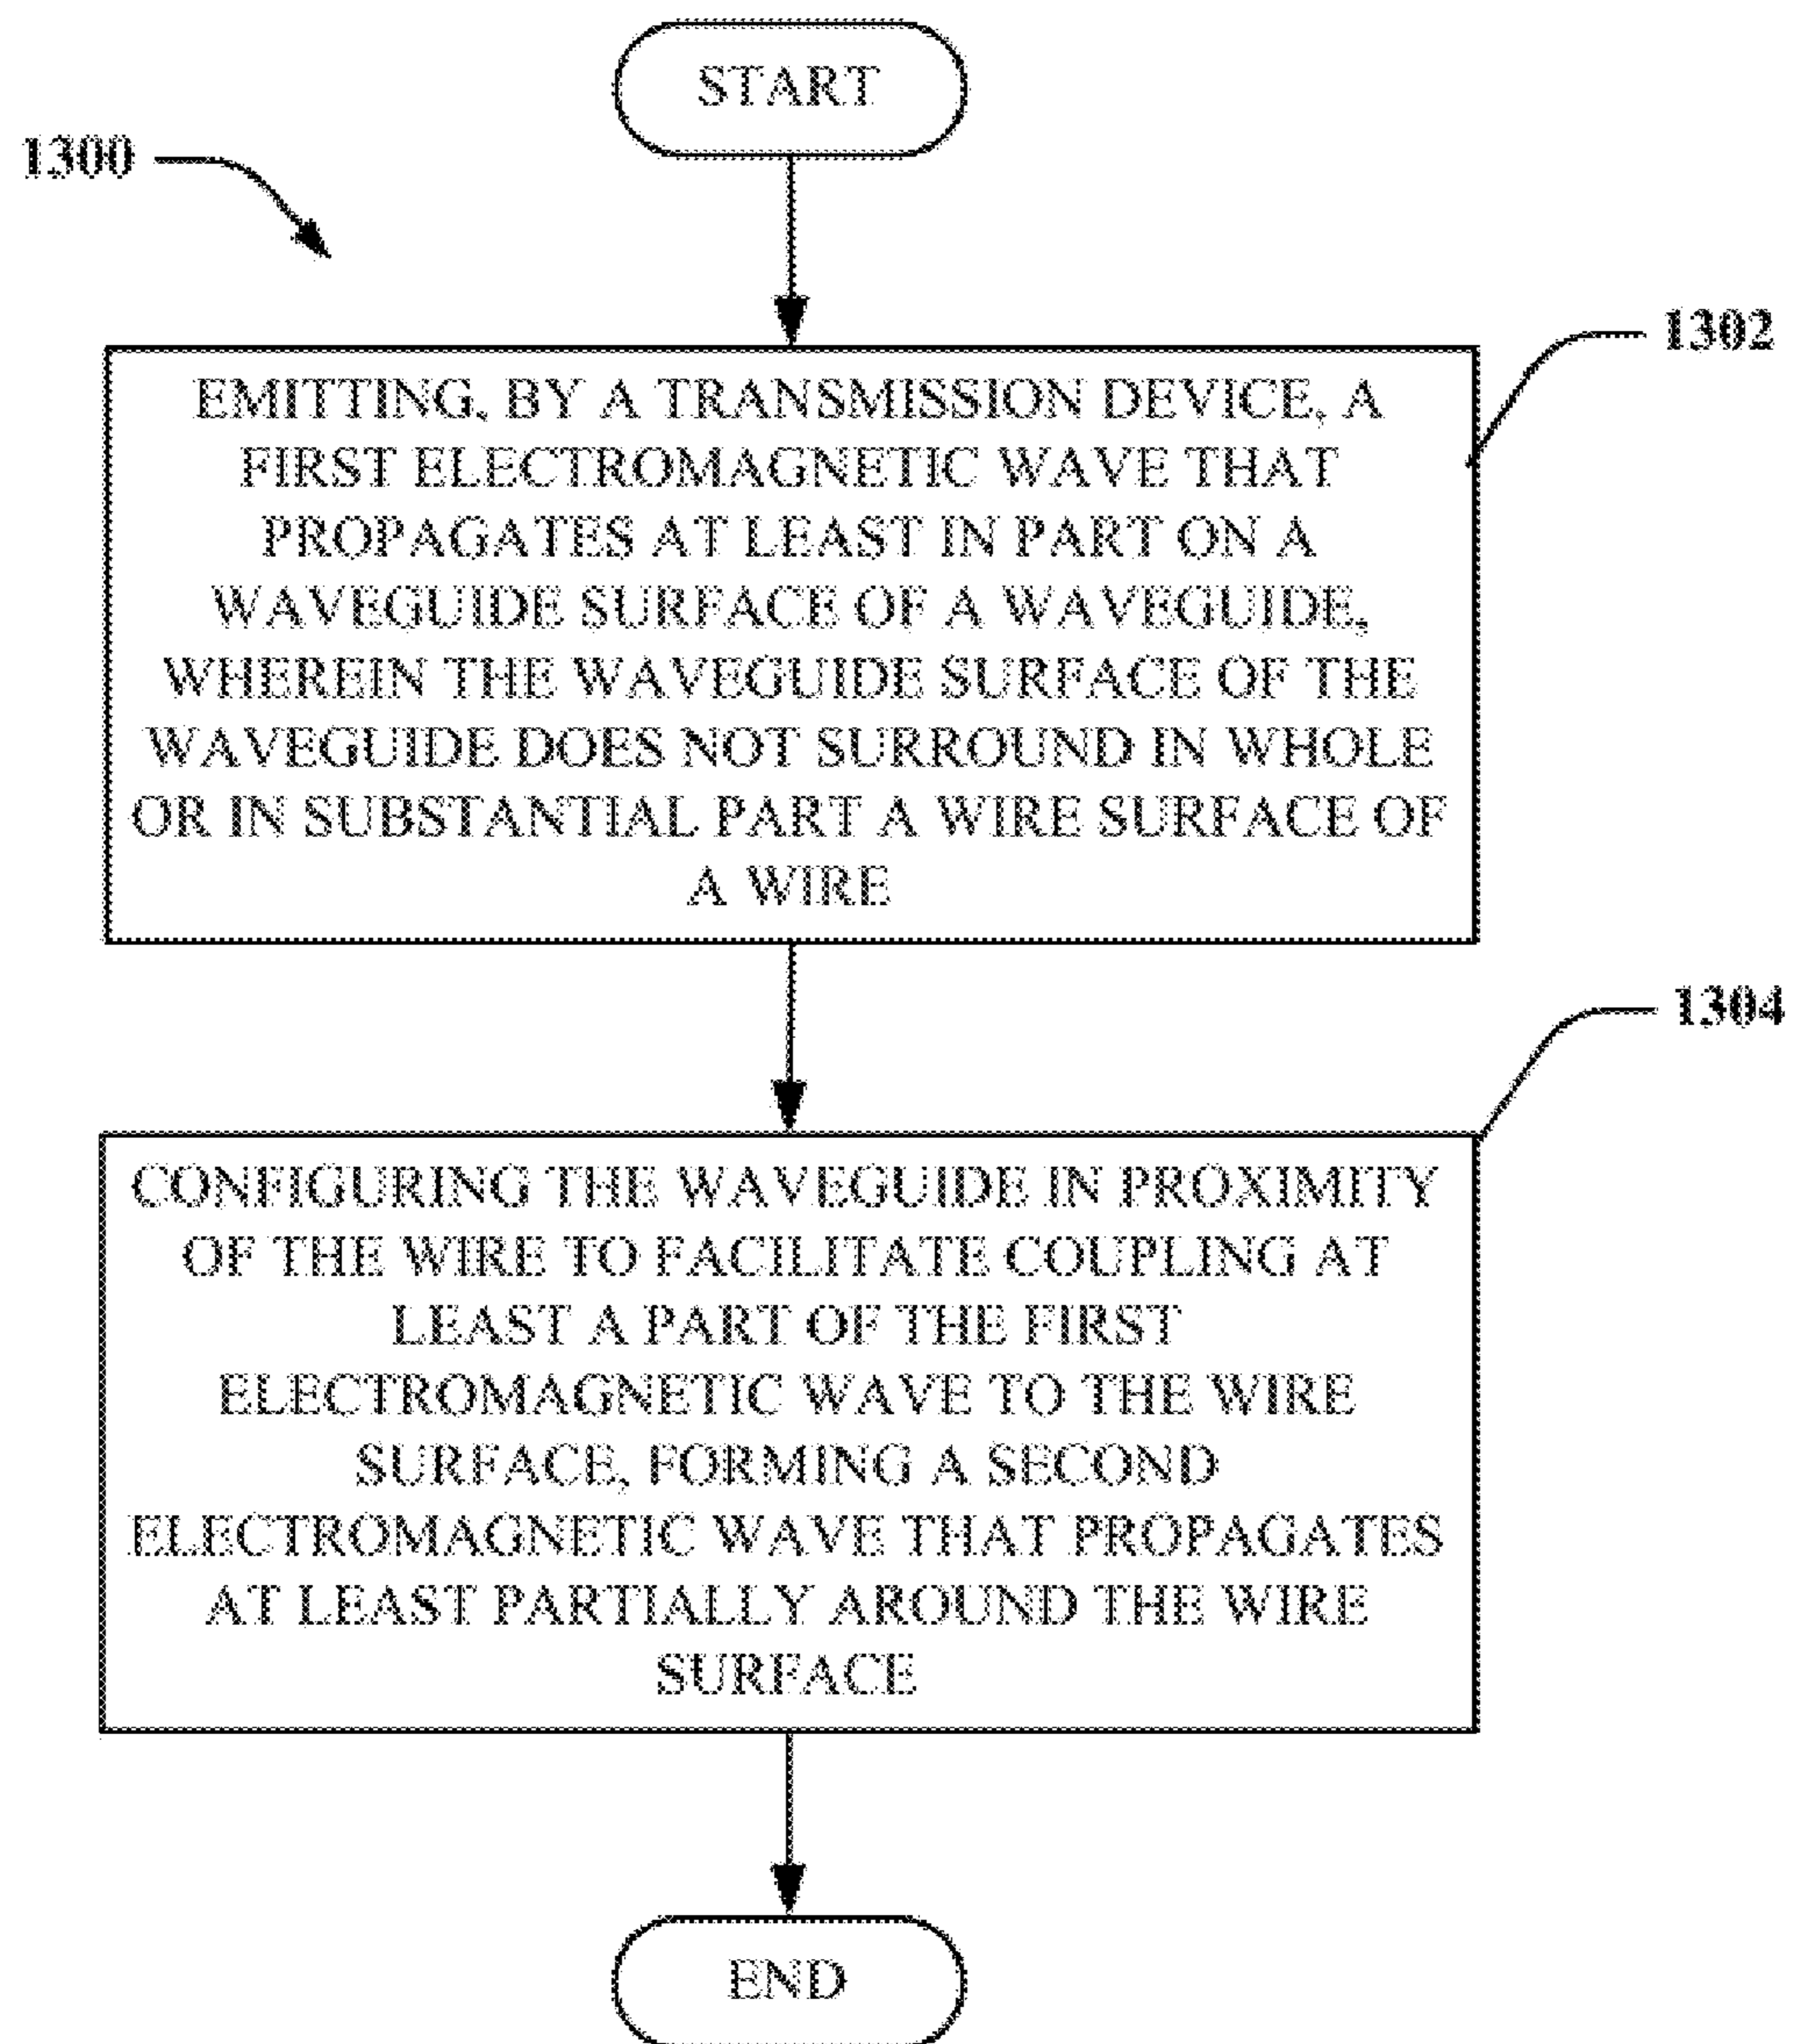 START
1300
1302
EMITTING, BY A TRANSMISSION DEVICE, A
FIRST ELECTROMAGNETIC WAVE THAT
PROPAGATES AT LEAST IN PART ON A
WAVEGUIDE SURFACE OF A WAVEGUIDE,
WHEREIN THE WAVEGUIDE SURFACE OF THE
WAVEGUIDE DOES NOT SURROUND IN WHOLE
OR IN SUBSTANTIAL PART A WIRE SURFACE OF
A WIRE
1304
CONFIGURING THE WAVEGUIDE IN PROXIMITY
OF THE WIRE TO FACILITATE COUPLING AT
LEAST A PART OF THE FIRST
ELECTROMAGNETIC WAVE TO THE WIRE
SURFACE, FORMING A SECOND
ELECTROMAGNETIC WAVE THAT PROPAGATES
AT LEAST PARTIALLY AROUND THE WIRE
SURFACE
END